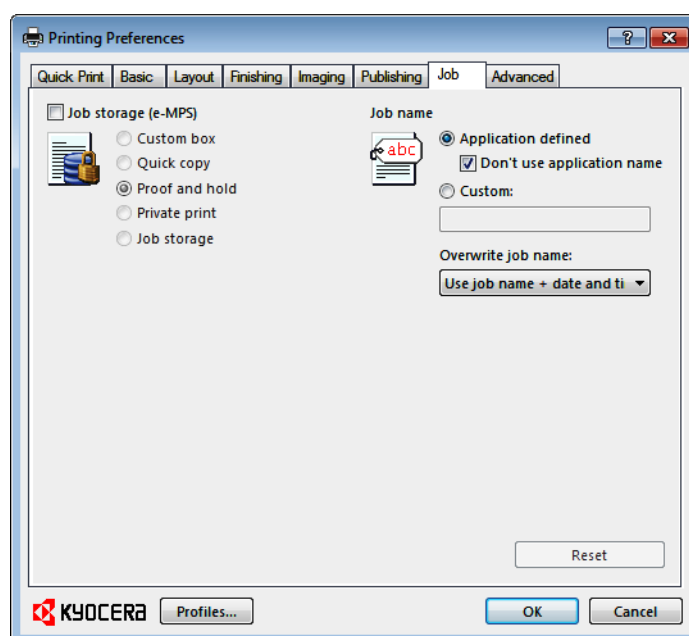 Printing Preferences
Quick Print Basic Layout Finishing Imaging Publishing Job Advanced
Job storage (e-MPS)
Custom box
Quick copy
Proof and hold
Private print
Job storage
Job name
abc
Application defined
Don't use application name
Custom:
Overwrite job name:
Use job name + date and ti
Reset
KYOCERA Profiles... OK Cancel